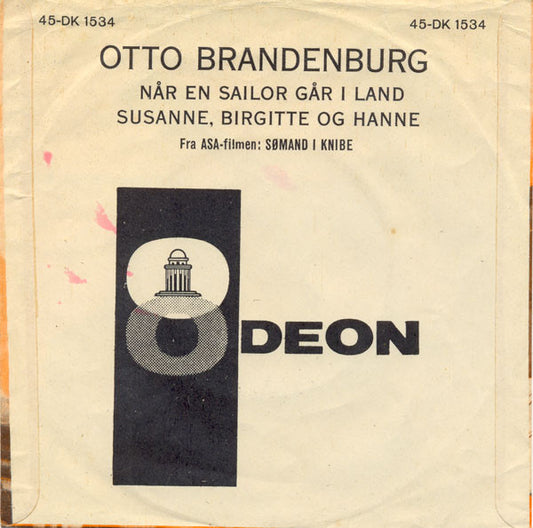 45-DK 1534 45-DK 1534
OTTO BRANDENBURG
NÅR EN SAILOR GÅR I LAND
SUSANNE, BIRGITTE OG HANNE
Fra ASA-filmen: SØMAND I KNIBE
ODEON